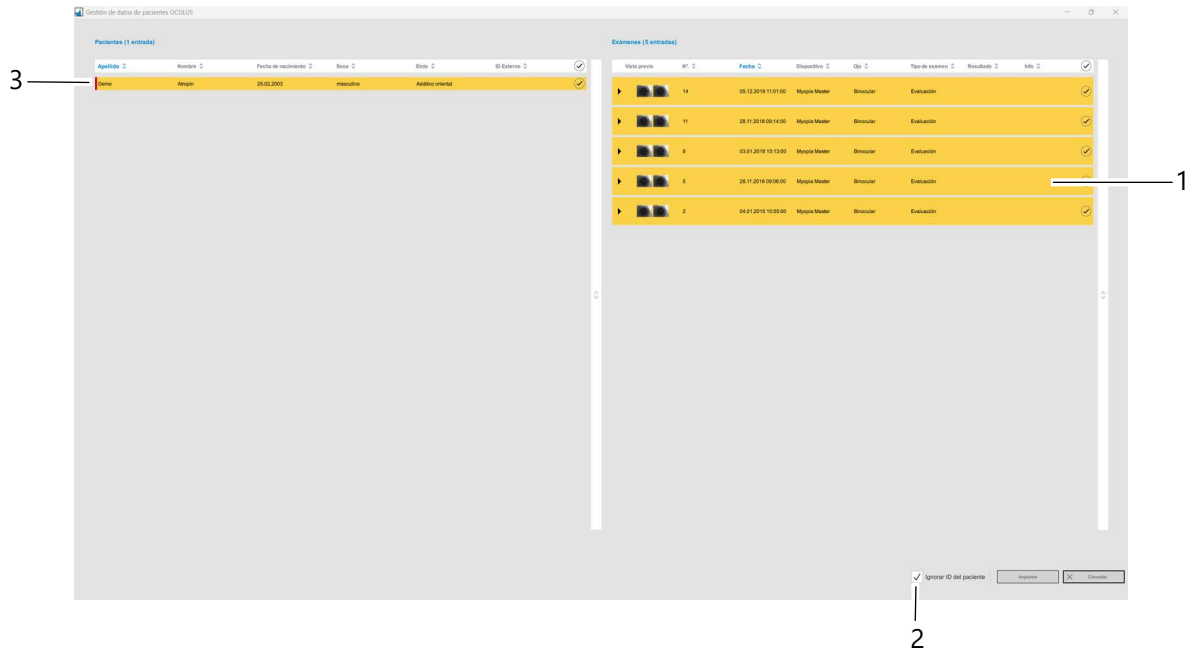 Gestión de datos de pacientes OCULUS
Pacientes (1 entrada)
Exámenes (5 entradas)
Apellido Nombre Fecha de nacimiento Sexo Etnia ID Externo
Vista previa Nº. Fecha Dispositivo Ojo Tipo de examen Resultado Info
3
Demo Atropin 25.02.2003 masculino Asiático oriental
14 05.12.2019 11:01:00 Myopia Master Binocular Evaluación
11 28.11.2018 09:14:00 Myopia Master Binocular Evaluación
8 03.01.2018 15:13:00 Myopia Master Binocular Evaluación
5 28.11.2016 09:06:00 Myopia Master Binocular Evaluación
1
2 04.01.2015 10:55:00 Myopia Master Binocular Evaluación
Ignorar ID del paciente Importar Cancelar
2